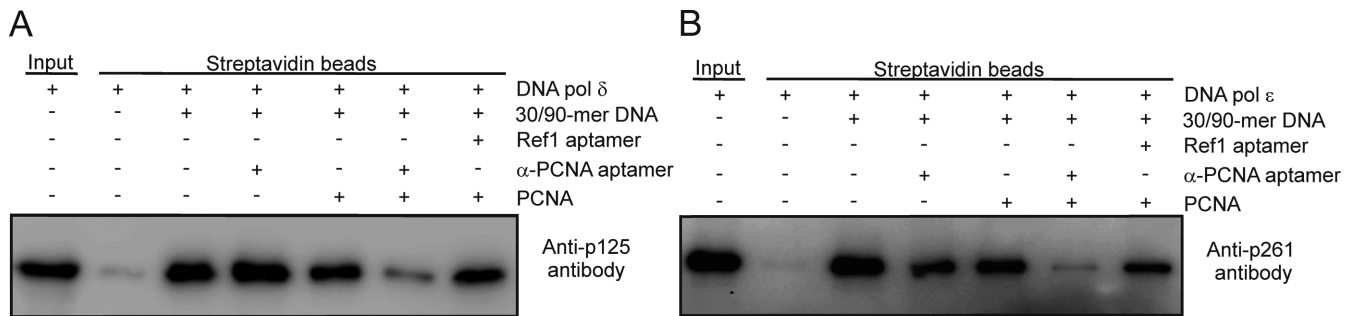 A
Input Streptavidin beads
+ + + + + + + DNA pol δ
- - + + + + + 30/90-mer DNA
- - - - - - + Ref1 aptamer
- - - + - + - α-PCNA aptamer
- - - - + + + PCNA
Anti-p125
antibody
B
Input Streptavidin beads
+ + + + + + + DNA pol ε
- - + + + + + 30/90-mer DNA
- - - - - - + Ref1 aptamer
- - - + - + - α-PCNA aptamer
- - - - + + + PCNA
Anti-p261
antibody